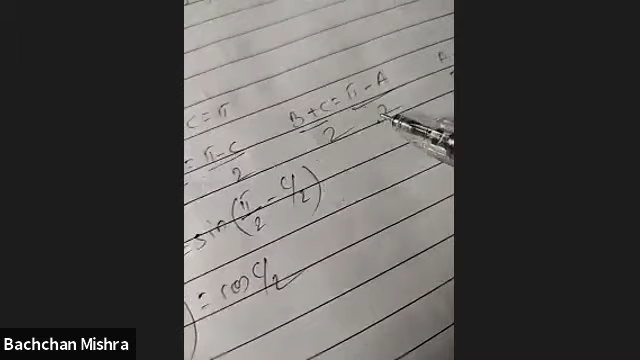 C = π
B + C = π - A
2 2
= π - C
2
= sin(π/2 - C/2)
) = cos C/2
Bachchan Mishra